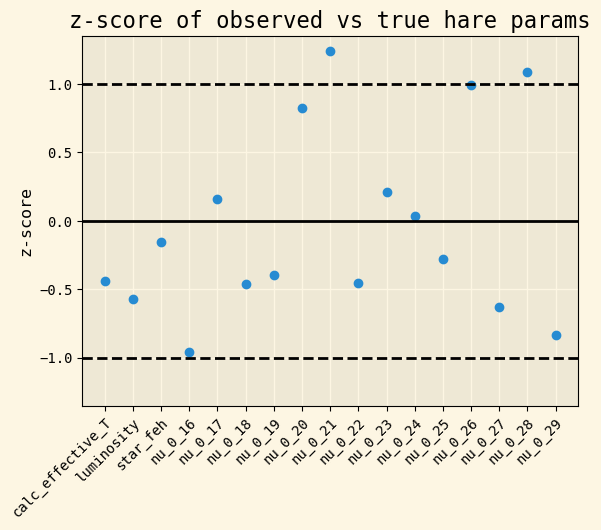 z-score of observed vs true hare params
z-score
1.0
0.5
0.0
−0.5
−1.0
calc_effective_T
luminosity
star_feh
nu_0_16
nu_0_17
nu_0_18
nu_0_19
nu_0_20
nu_0_21
nu_0_22
nu_0_23
nu_0_24
nu_0_25
nu_0_26
nu_0_27
nu_0_28
nu_0_29